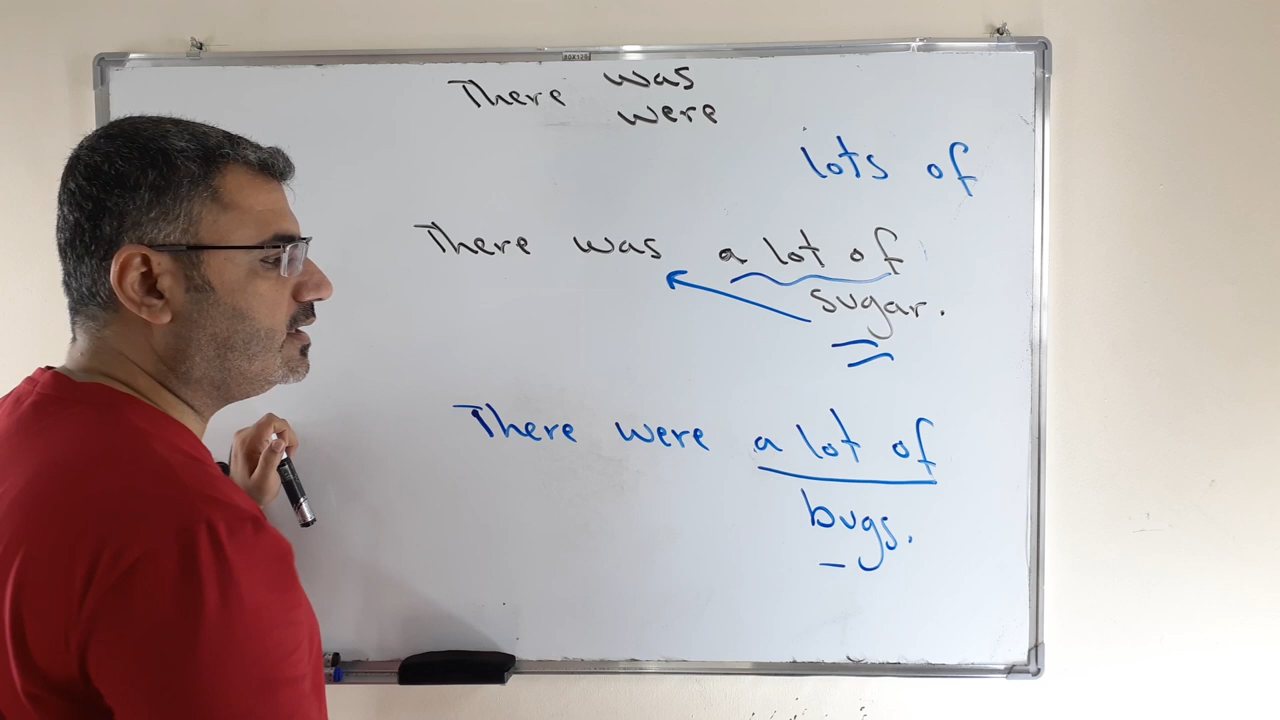 There was
were
lots of
There was a lot of
sugar.
There were a lot of
bugs.